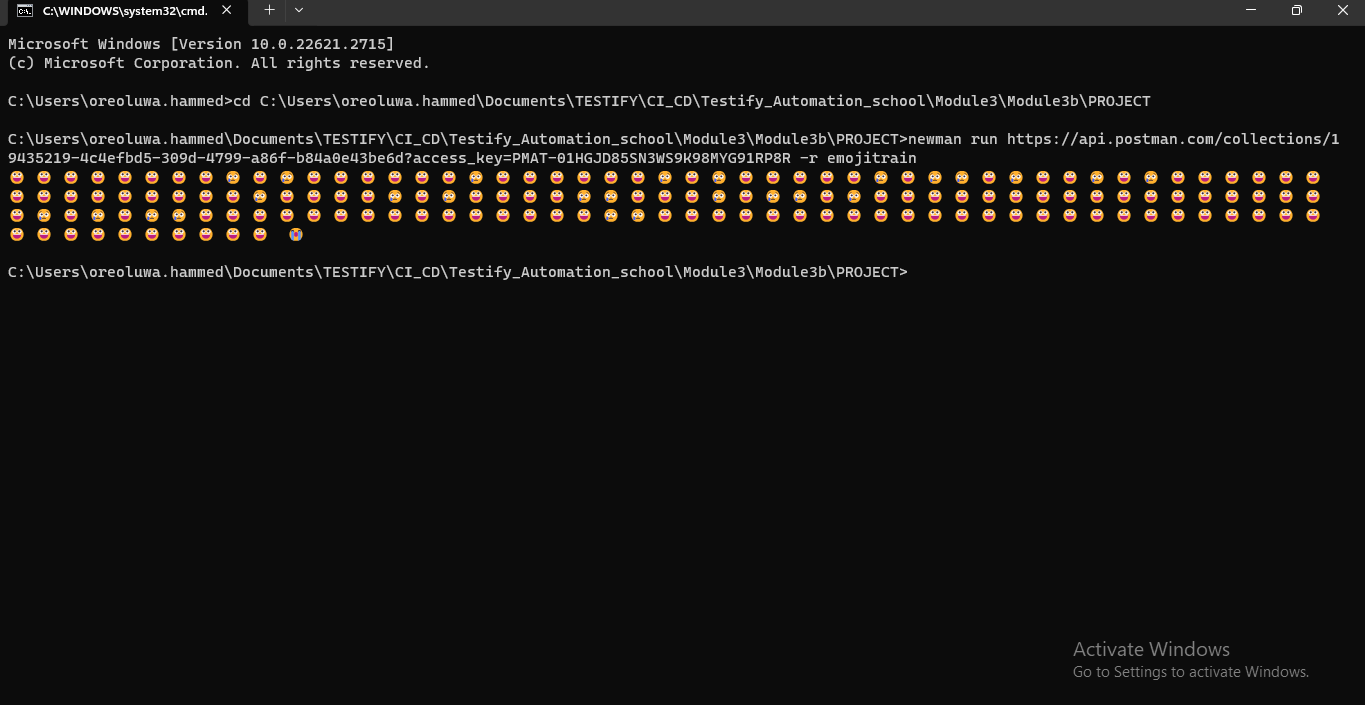 C:\WINDOWS\system32\cmd.
Microsoft Windows [Version 10.0.22621.2715]
(c) Microsoft Corporation. All rights reserved.
C:\Users\oreoluwa.hammed>cd C:\Users\oreoluwa.hammed\Documents\TESTIFY\CI_CD\Testify_Automation_school\Module3\Module3b\PROJECT
C:\Users\oreoluwa.hammed\Documents\TESTIFY\CI_CD\Testify_Automation_school\Module3\Module3b\PROJECT>newman run https://api.postman.com/collections/1
9435219-4c4efbd5-309d-4799-a86f-b84a0e43be6d?access_key=PMAT-01HGJD85SN3WS9K98MYG91RP8R -r emojitrain
C:\Users\oreoluwa.hammed\Documents\TESTIFY\CI_CD\Testify_Automation_school\Module3\Module3b\PROJECT>
Activate Windows
Go to Settings to activate Windows.